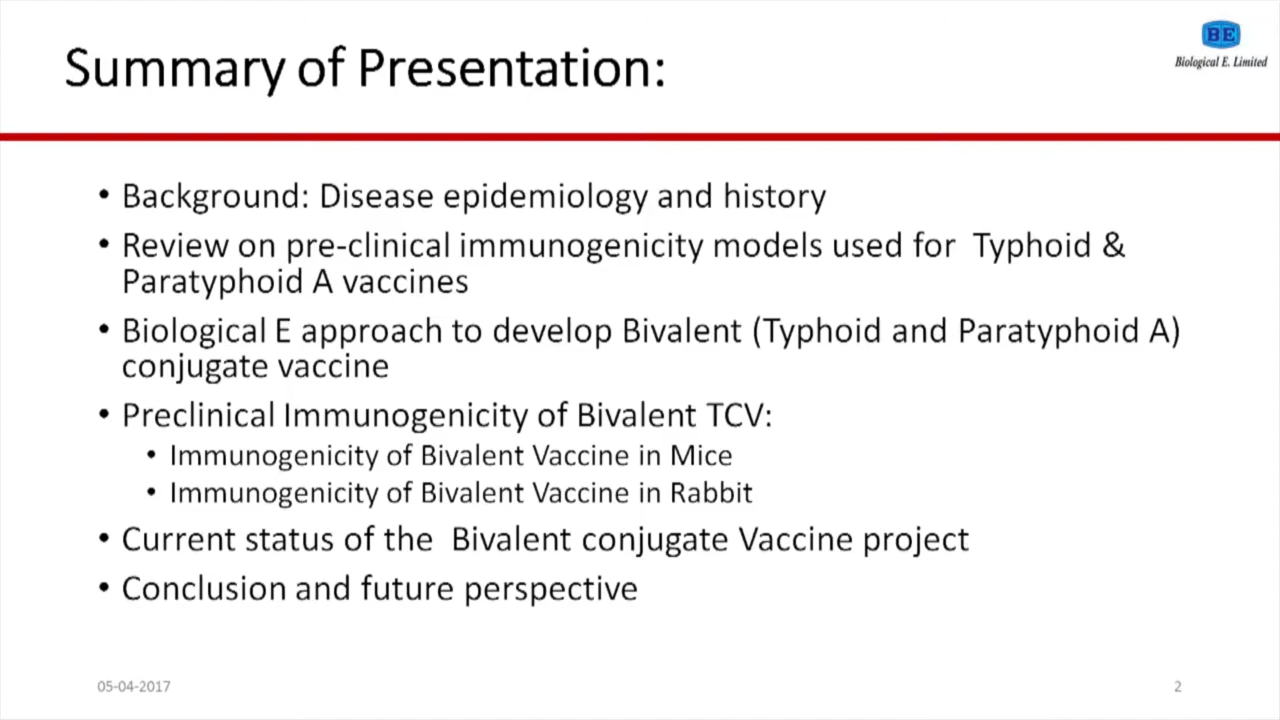 Summary of Presentation:
BE
Biological E. Limited
• Background: Disease epidemiology and history
• Review on pre-clinical immunogenicity models used for Typhoid &
Paratyphoid A vaccines
• Biological E approach to develop Bivalent (Typhoid and Paratyphoid A)
conjugate vaccine
• Preclinical Immunogenicity of Bivalent TCV:
• Immunogenicity of Bivalent Vaccine in Mice
• Immunogenicity of Bivalent Vaccine in Rabbit
• Current status of the Bivalent conjugate Vaccine project
• Conclusion and future perspective
05-04-2017
2